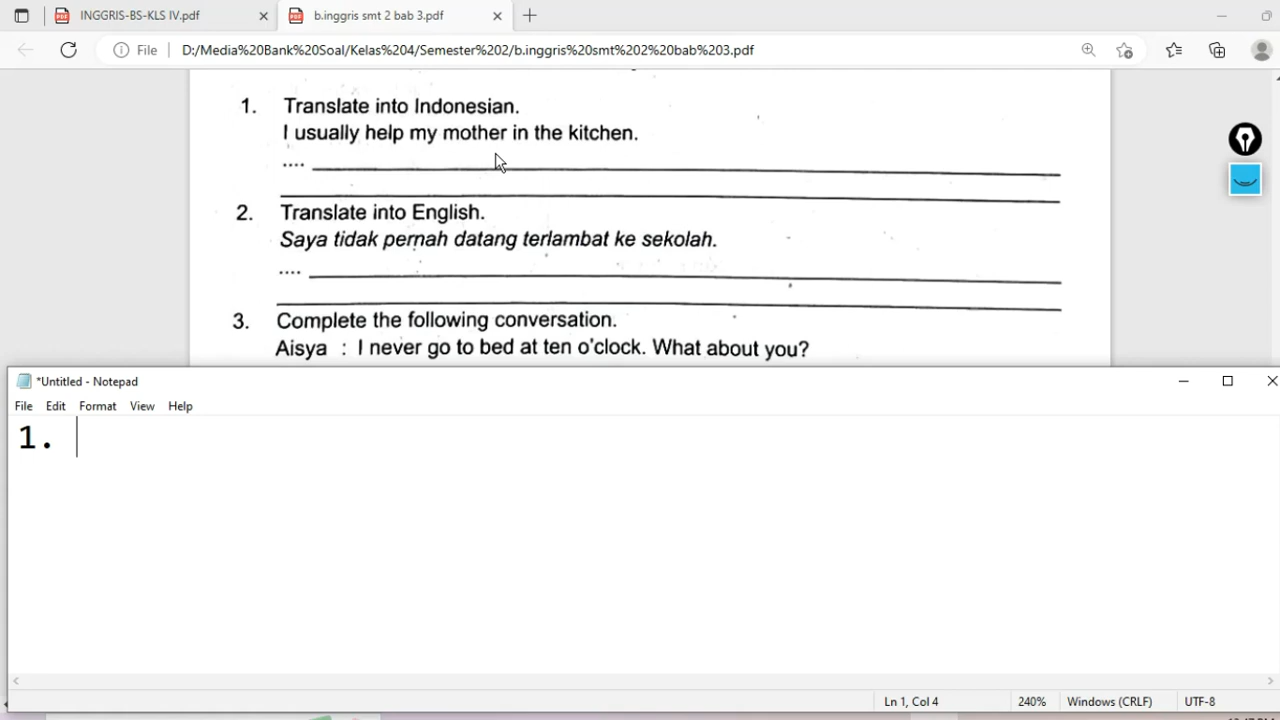 INGGRIS-BS-KLS IV.pdf
b.inggris smt 2 bab 3.pdf
File D:/Media%20Bank%20Soal/Kelas%204/Semester%202/b.inggris%20smt%202%20bab%203.pdf
1. Translate into Indonesian.
I usually help my mother in the kitchen.
....
2. Translate into English.
Saya tidak pernah datang terlambat ke sekolah.
....
3. Complete the following conversation.
Aisya : I never go to bed at ten o'clock. What about you?
*Untitled - Notepad
File Edit Format View Help
1.
Ln 1, Col 4 240% Windows (CRLF) UTF-8